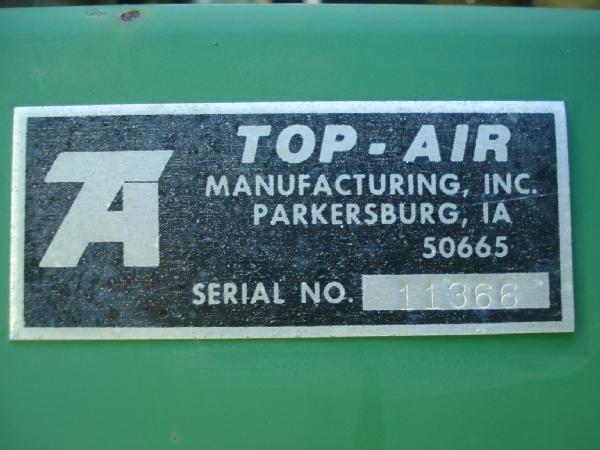 TA
TOP-AIR
MANUFACTURING, INC.
PARKERSBURG, IA
50665
SERIAL NO. 11366